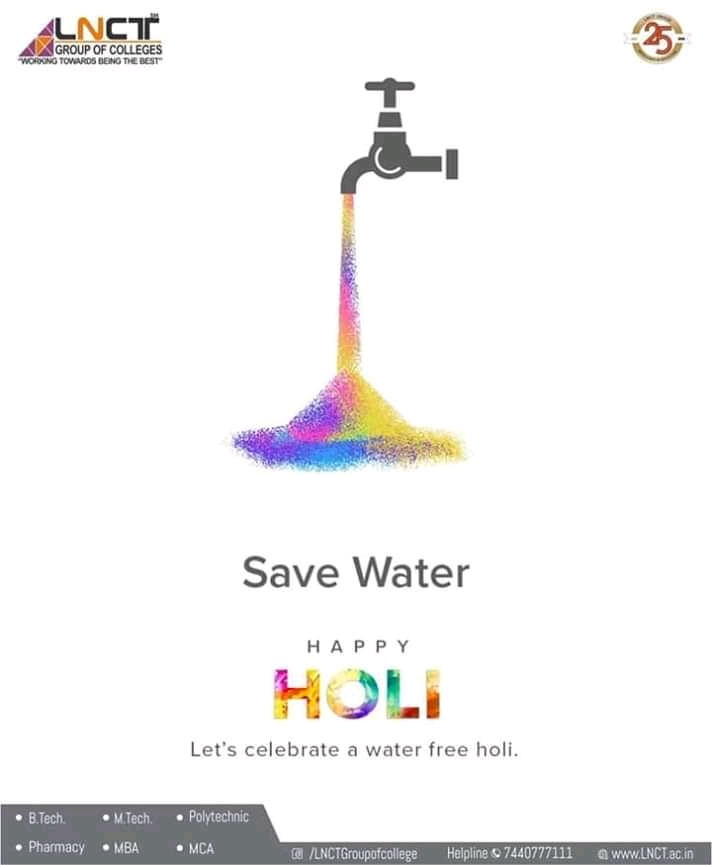 LNCT
GROUP OF COLLEGES
"WORKING TOWARDS BEING THE BEST"
25
Save Water
HAPPY
HOLI
Let's celebrate a water free holi.
• B.Tech. • M.Tech. • Polytechnic
• Pharmacy • MBA • MCA
/LNCTGroupofcollege Helpline 7440777111 www.LNCT.ac.in